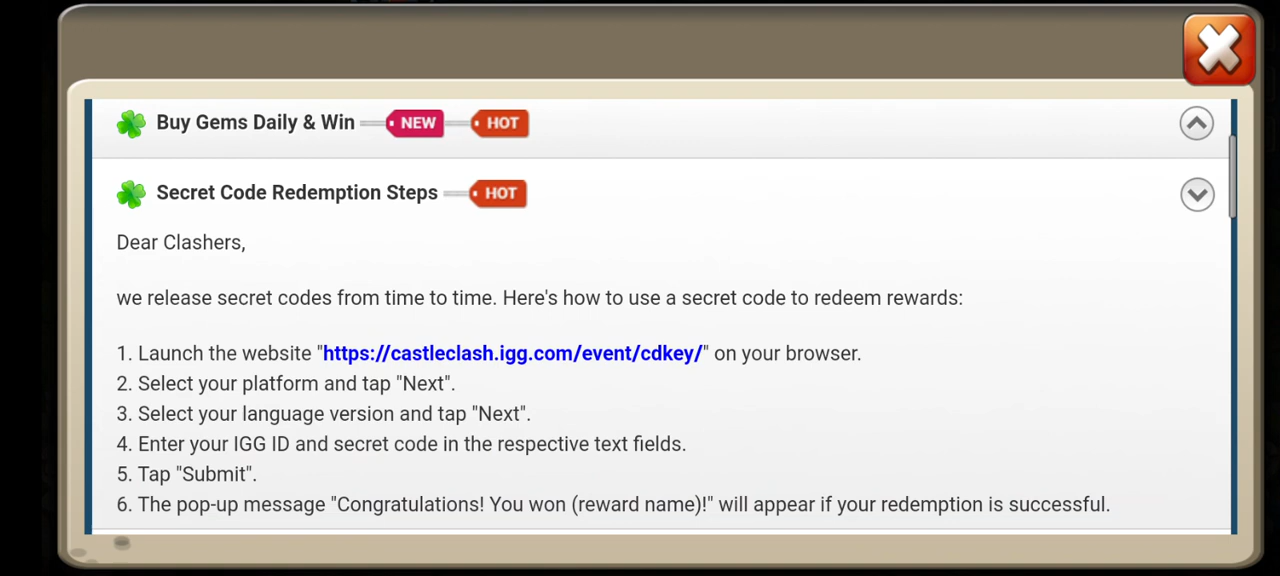 Buy Gems Daily & Win NEW HOT
Secret Code Redemption Steps HOT
Dear Clashers,
we release secret codes from time to time. Here's how to use a secret code to redeem rewards:
1. Launch the website "https://castleclash.igg.com/event/cdkey/" on your browser.
2. Select your platform and tap "Next".
3. Select your language version and tap "Next".
4. Enter your IGG ID and secret code in the respective text fields.
5. Tap "Submit".
6. The pop-up message "Congratulations! You won (reward name)!" will appear if your redemption is successful.